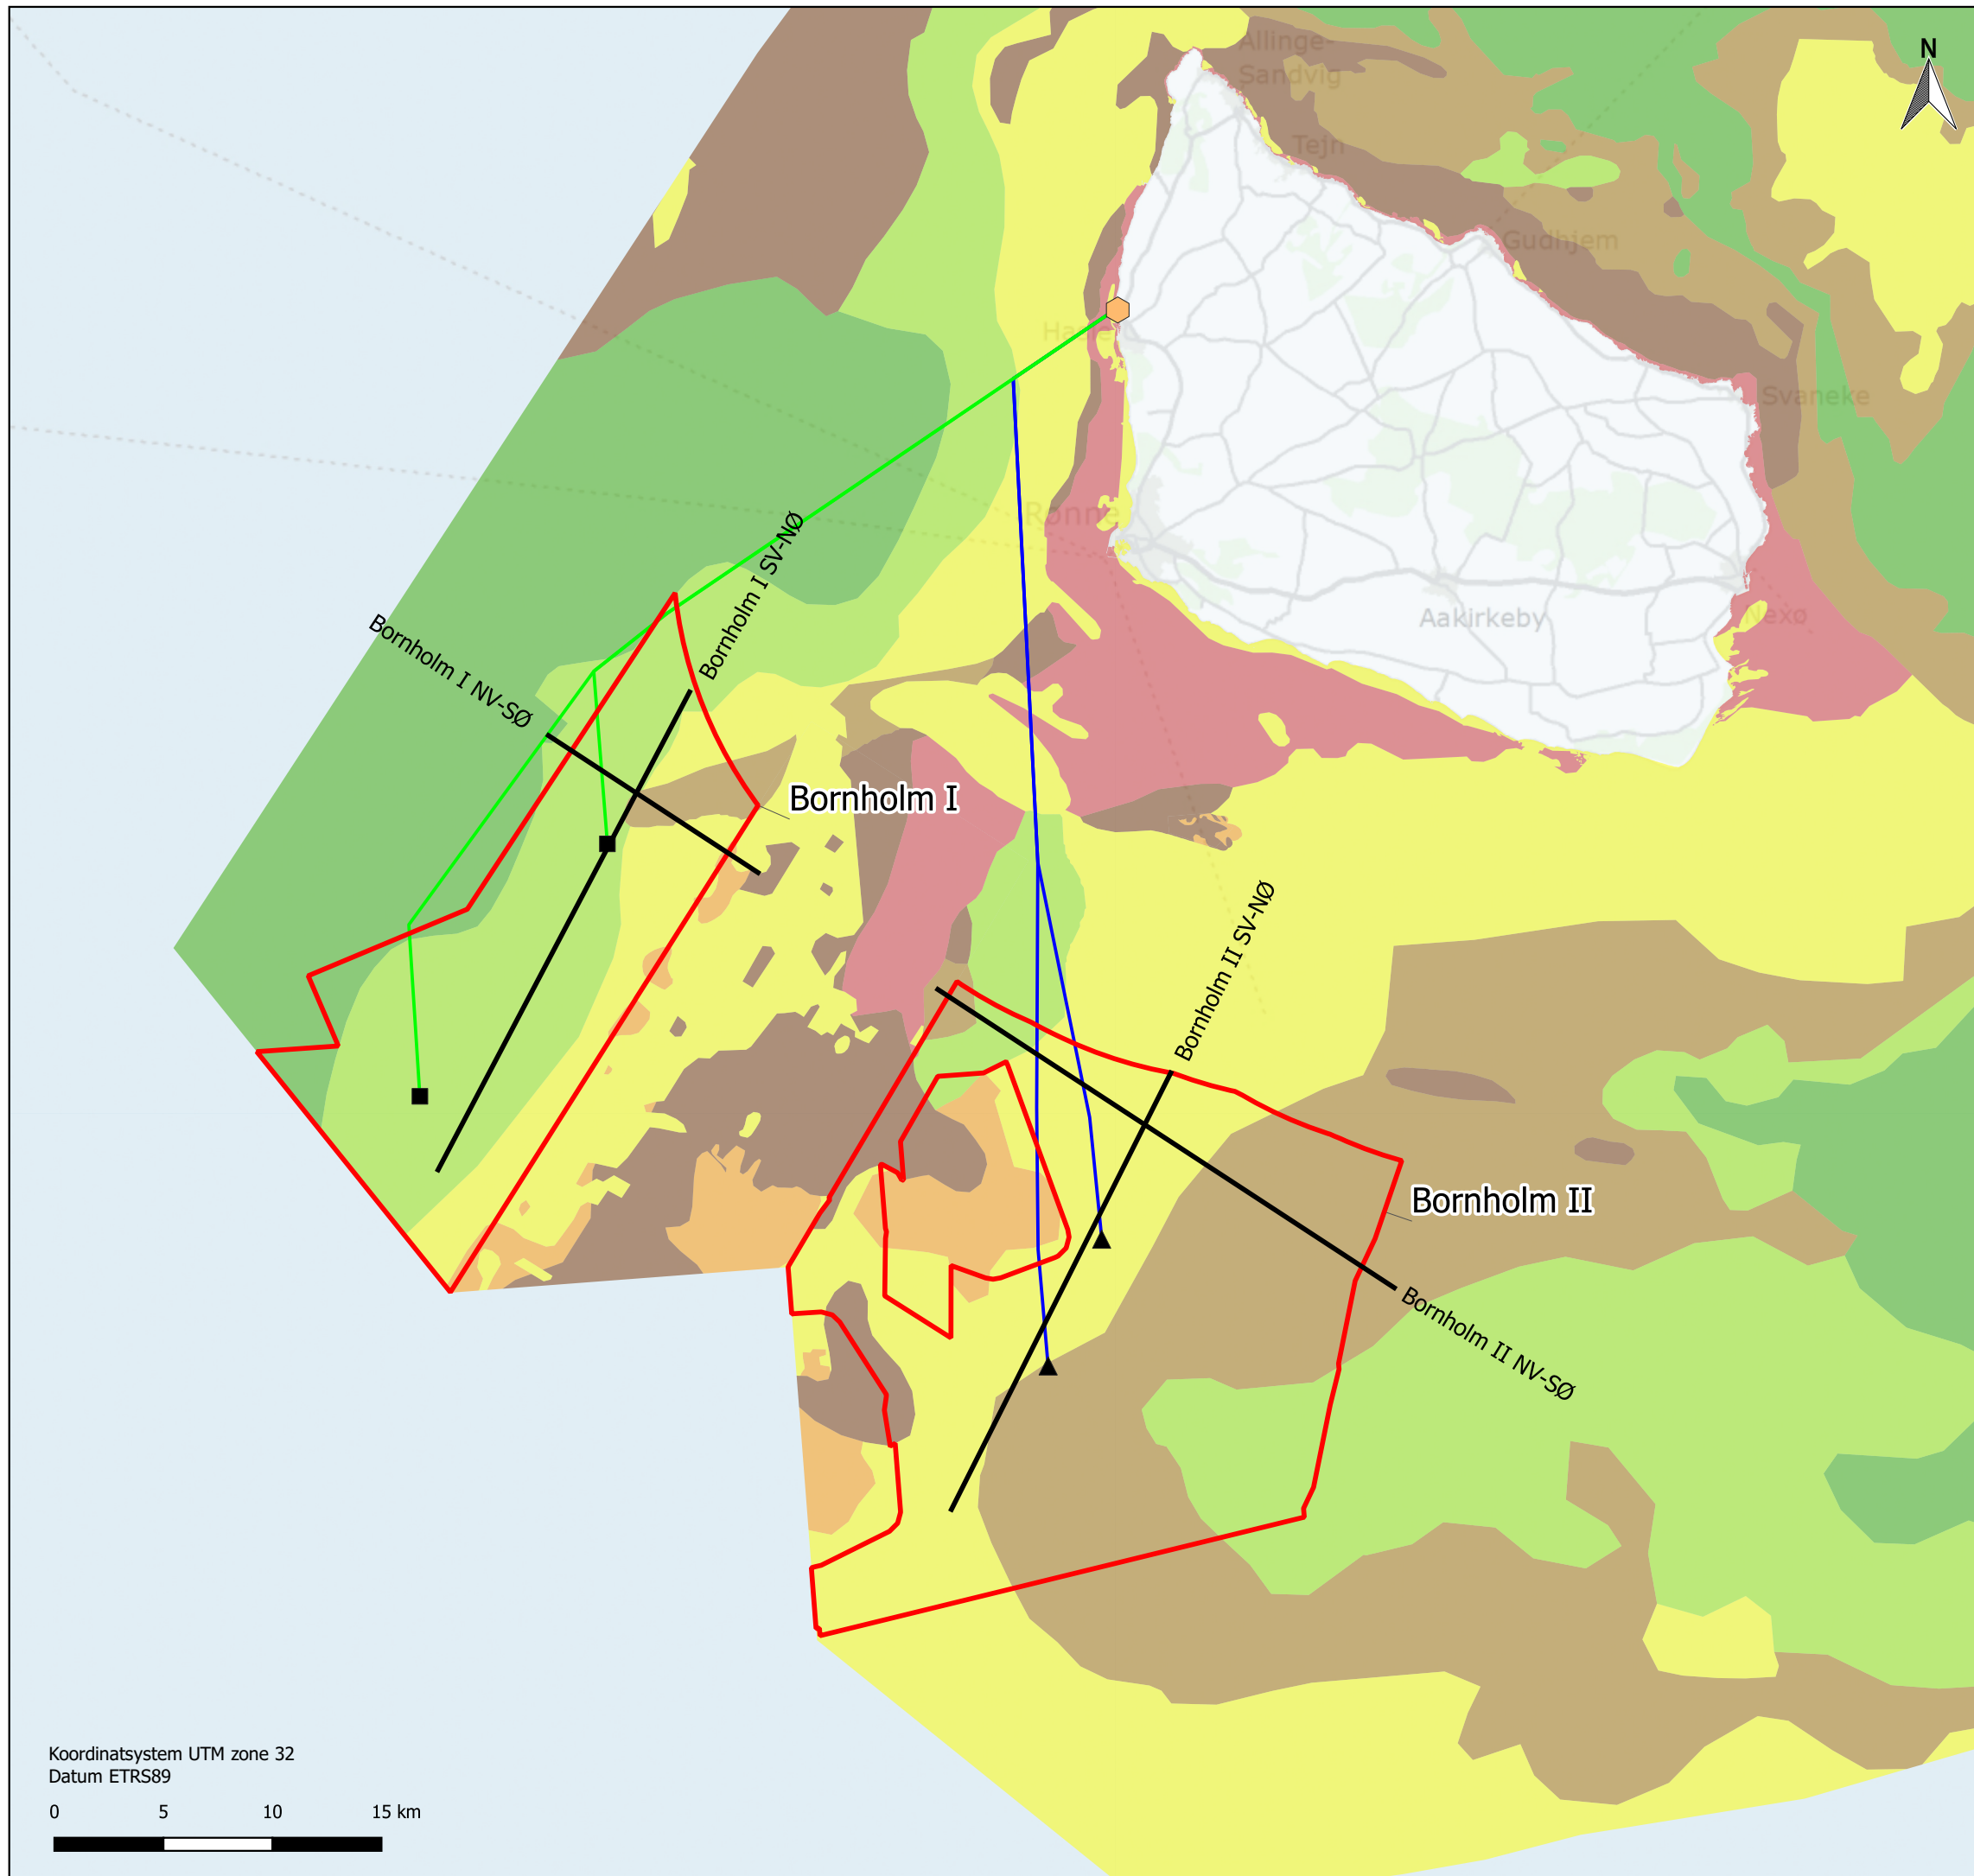 N
Allinge-
Sandvig
Tejn
Gudhjem
Hasle
Svaneke
Rønne
Aakirkeby
Nexø
Bornholm I SV-NØ
Bornholm I NV-SØ
Bornholm I
Bornholm II SV-NØ
Bornholm II
Bornholm II NV-SØ
Koordinatsystem UTM zone 32
Datum ETRS89
0 5 10 15 km